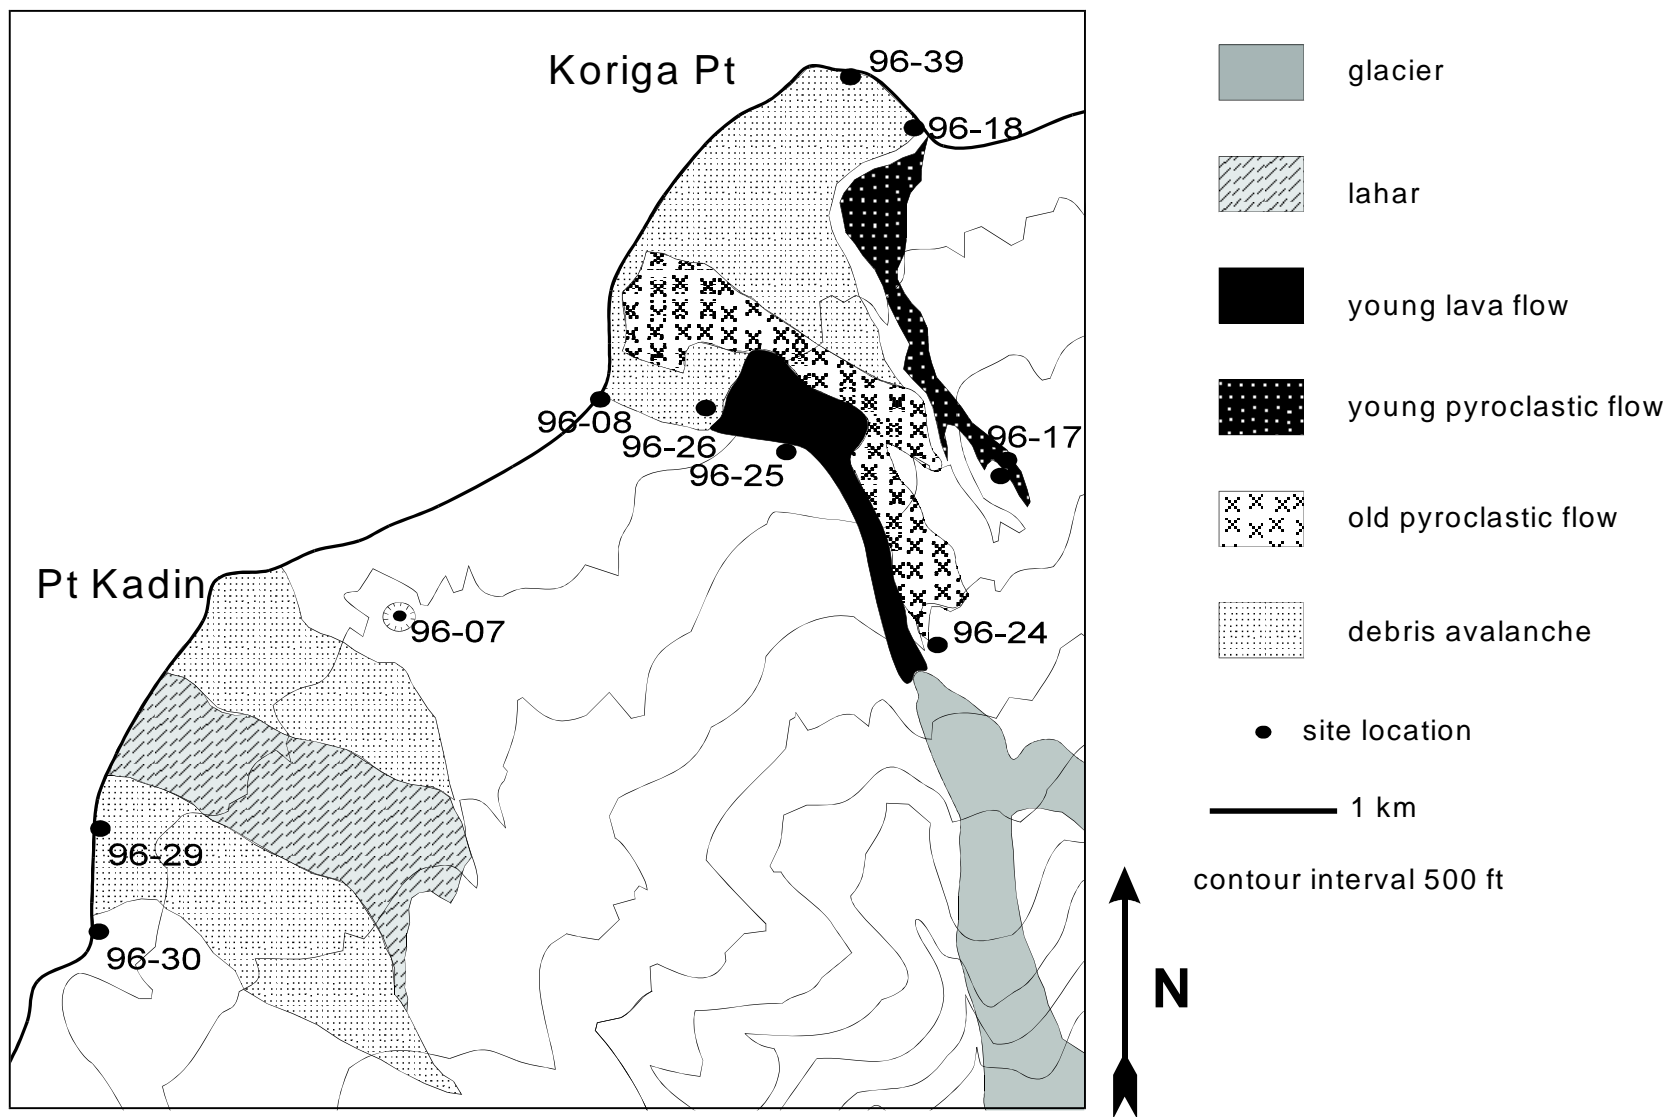 Koriga Pt
96-39
96-18
96-17
96-08
96-26
96-25
Pt Kadin
96-07
96-24
96-29
96-30
glacier
lahar
young lava flow
young pyroclastic flow
old pyroclastic flow
debris avalanche
site location
1 km
contour interval 500 ft
N